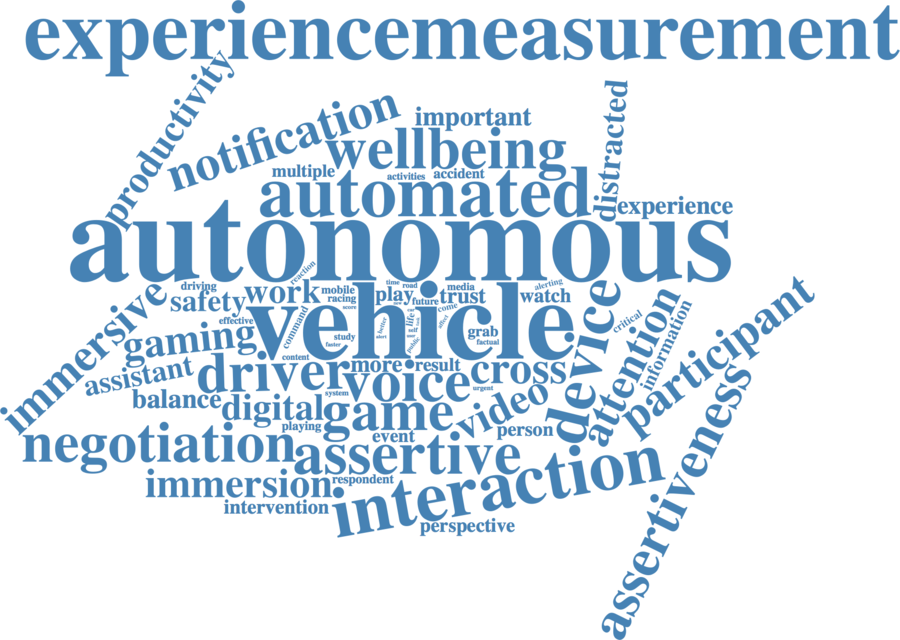 experiencemeasurement
productivity
notification
important
distracted
wellbeing
multiple
activities
accident
automated
experience
autonomous
reaction
driving
time
road
media
alerting
immersive
safety
work
mobile
racing
play
future
trust
watch
score
vehicle
command
effective
gaming
study
faster
better
alert
life
self
public
come
affect
grab
factual
device
attention
critical
information
participant
content
assistant
driver
more
result
voice
cross
system
urgent
balance
digital
game
video
playing
event
person
negotiation
assertive
assertiveness
immersion
respondent
interaction
intervention
perspective